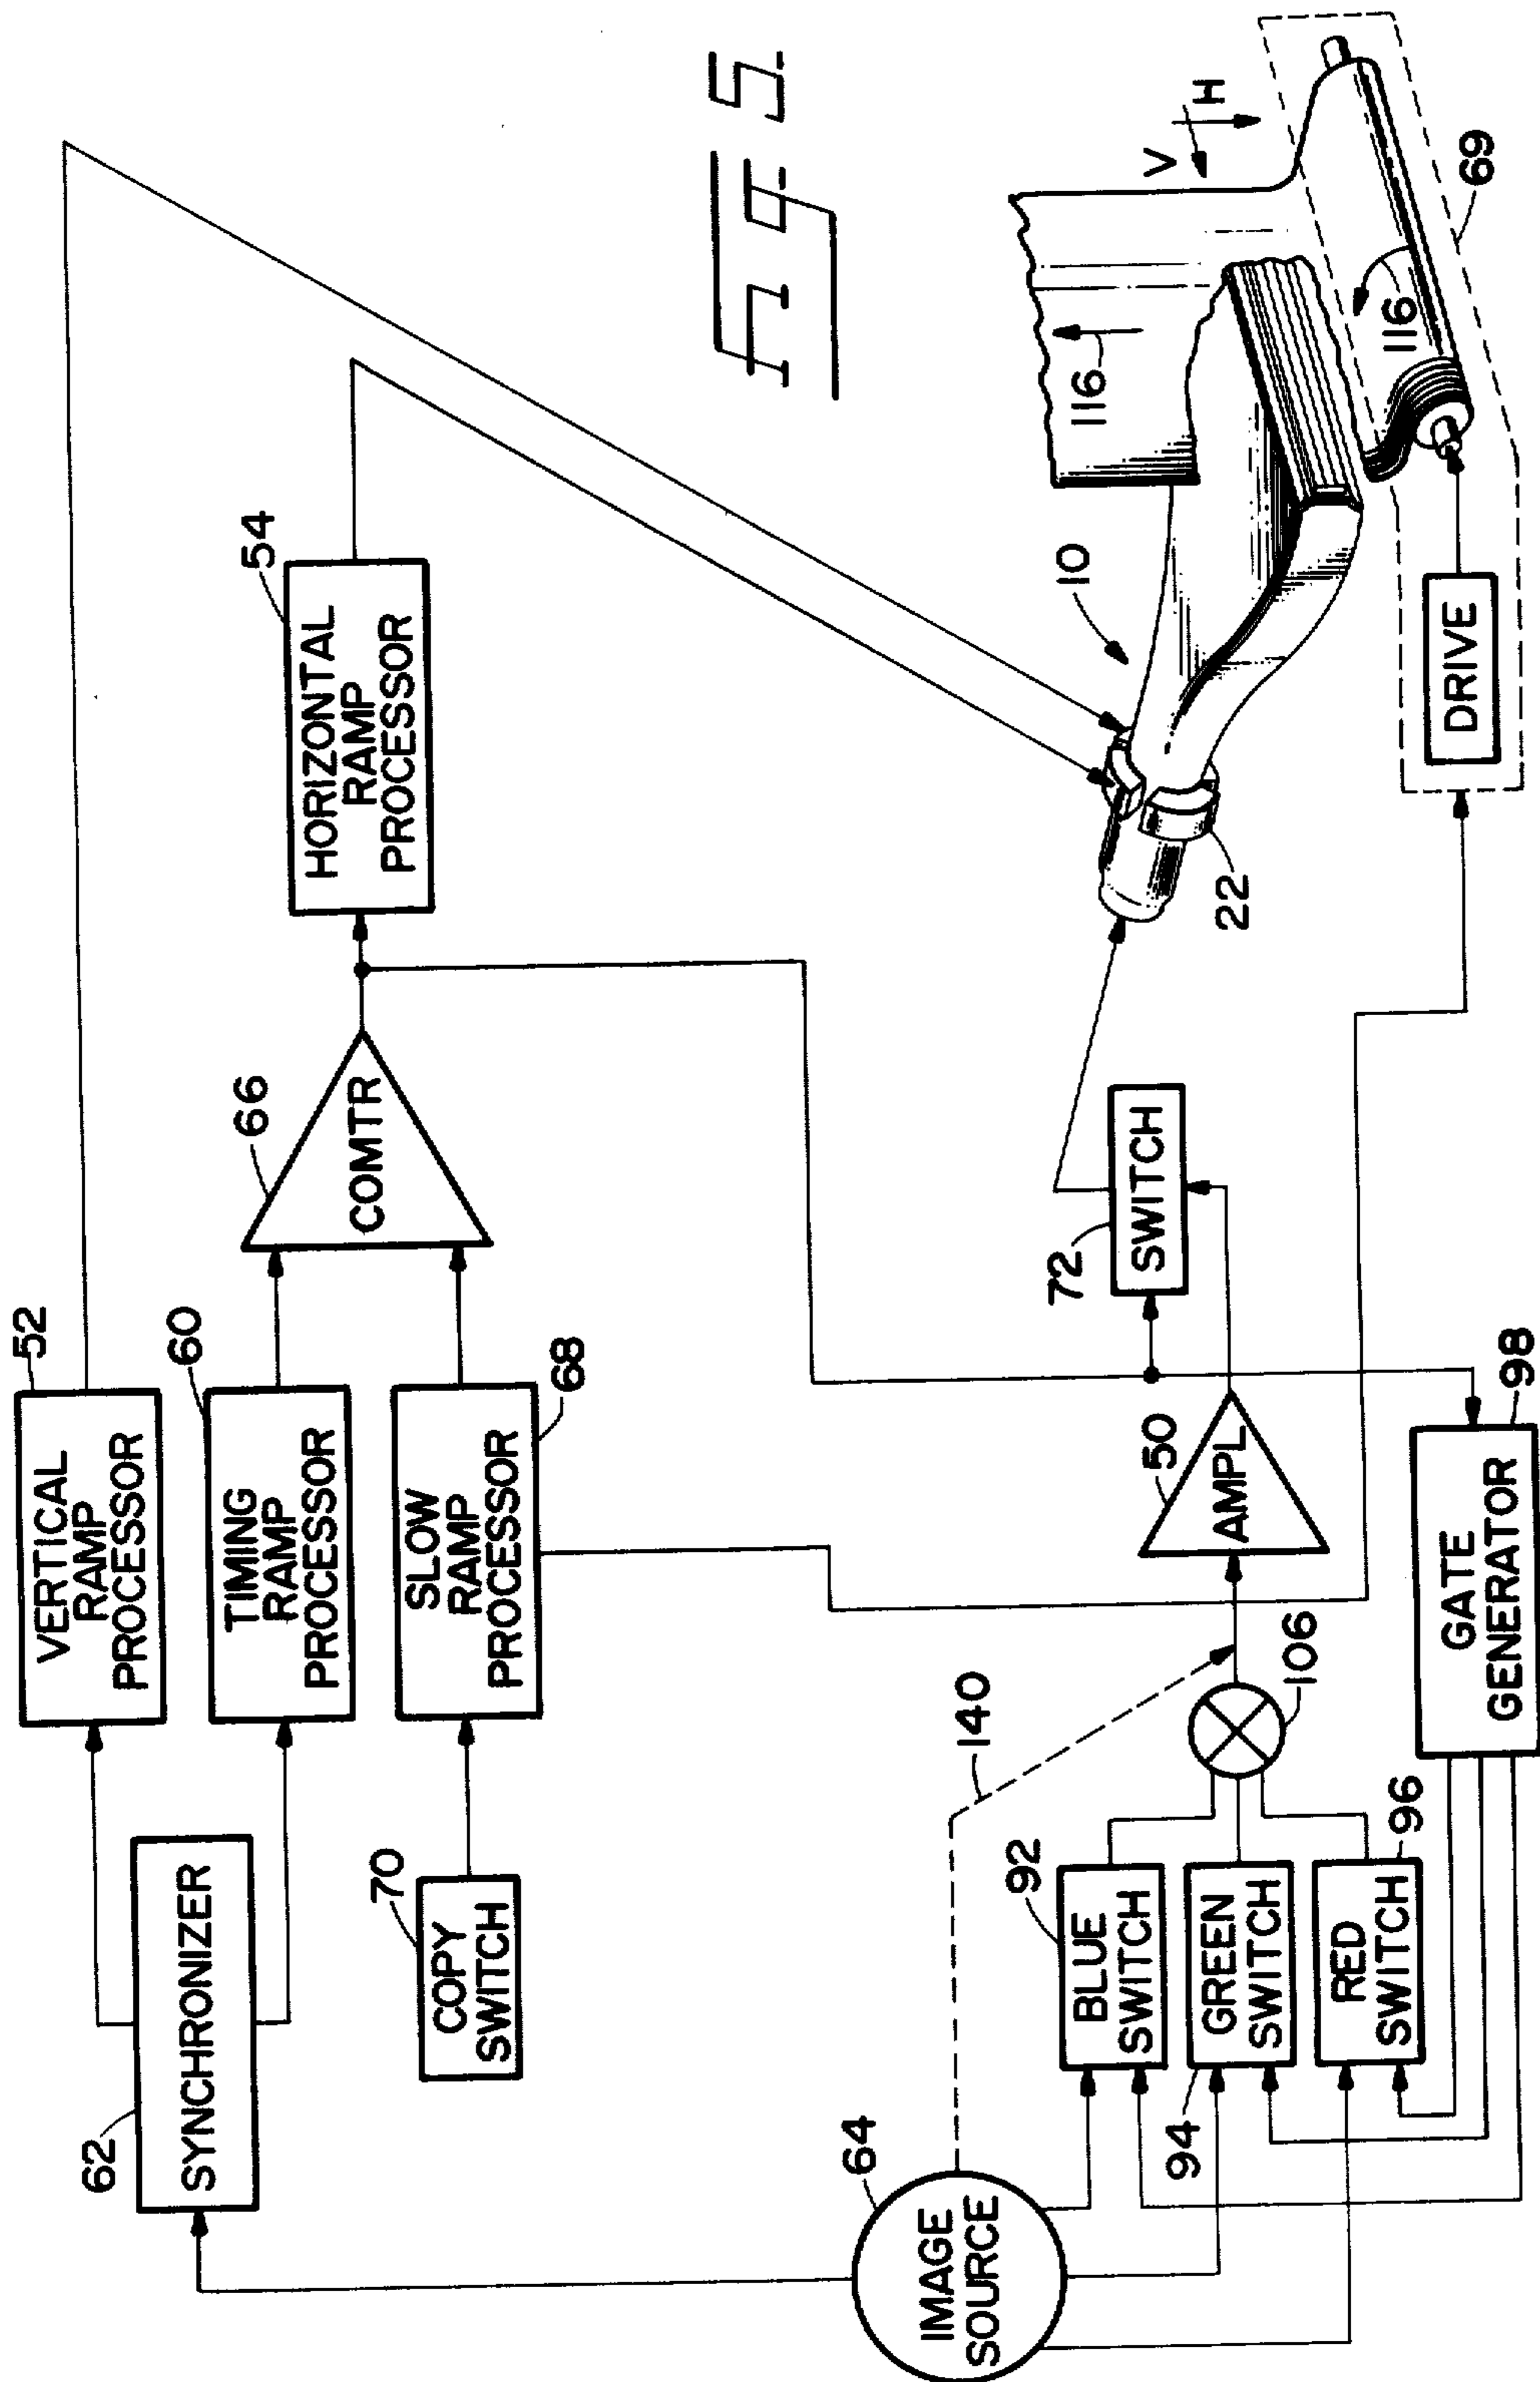 Fig 5.
52
VERTICAL
RAMP
PROCESSOR
62
SYNCHRONIZER
60
TIMING
RAMP
PROCESSOR
66
COMTR
54
HORIZONTAL
RAMP
PROCESSOR
70
COPY
SWITCH
68
SLOW
RAMP
PROCESSOR
64
IMAGE
SOURCE
140
92
BLUE
SWITCH
94
GREEN
SWITCH
96
RED
SWITCH
106
50
AMPL
72
SWITCH
98
GATE
GENERATOR
10
22
116
V
H
116
69
DRIVE